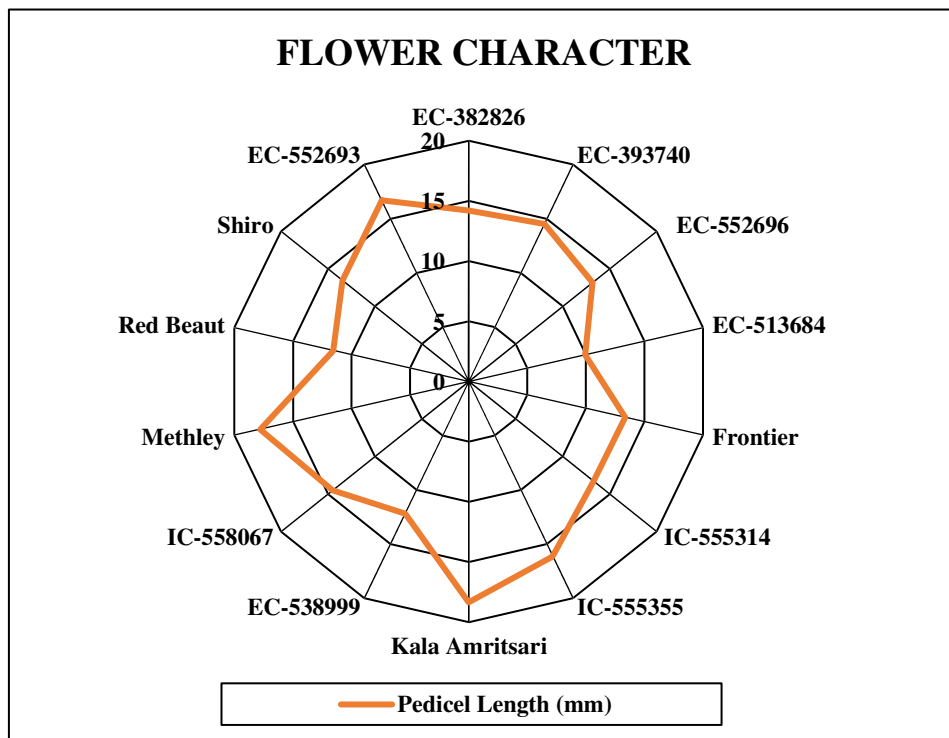 FLOWER CHARACTER
EC-382826
EC-393740
EC-552696
EC-513684
Frontier
IC-555314
IC-555355
Kala Amritsari
EC-538999
IC-558067
Methley
Red Beaut
Shiro
EC-552693
20
15
10
5
0
Pedicel Length (mm)